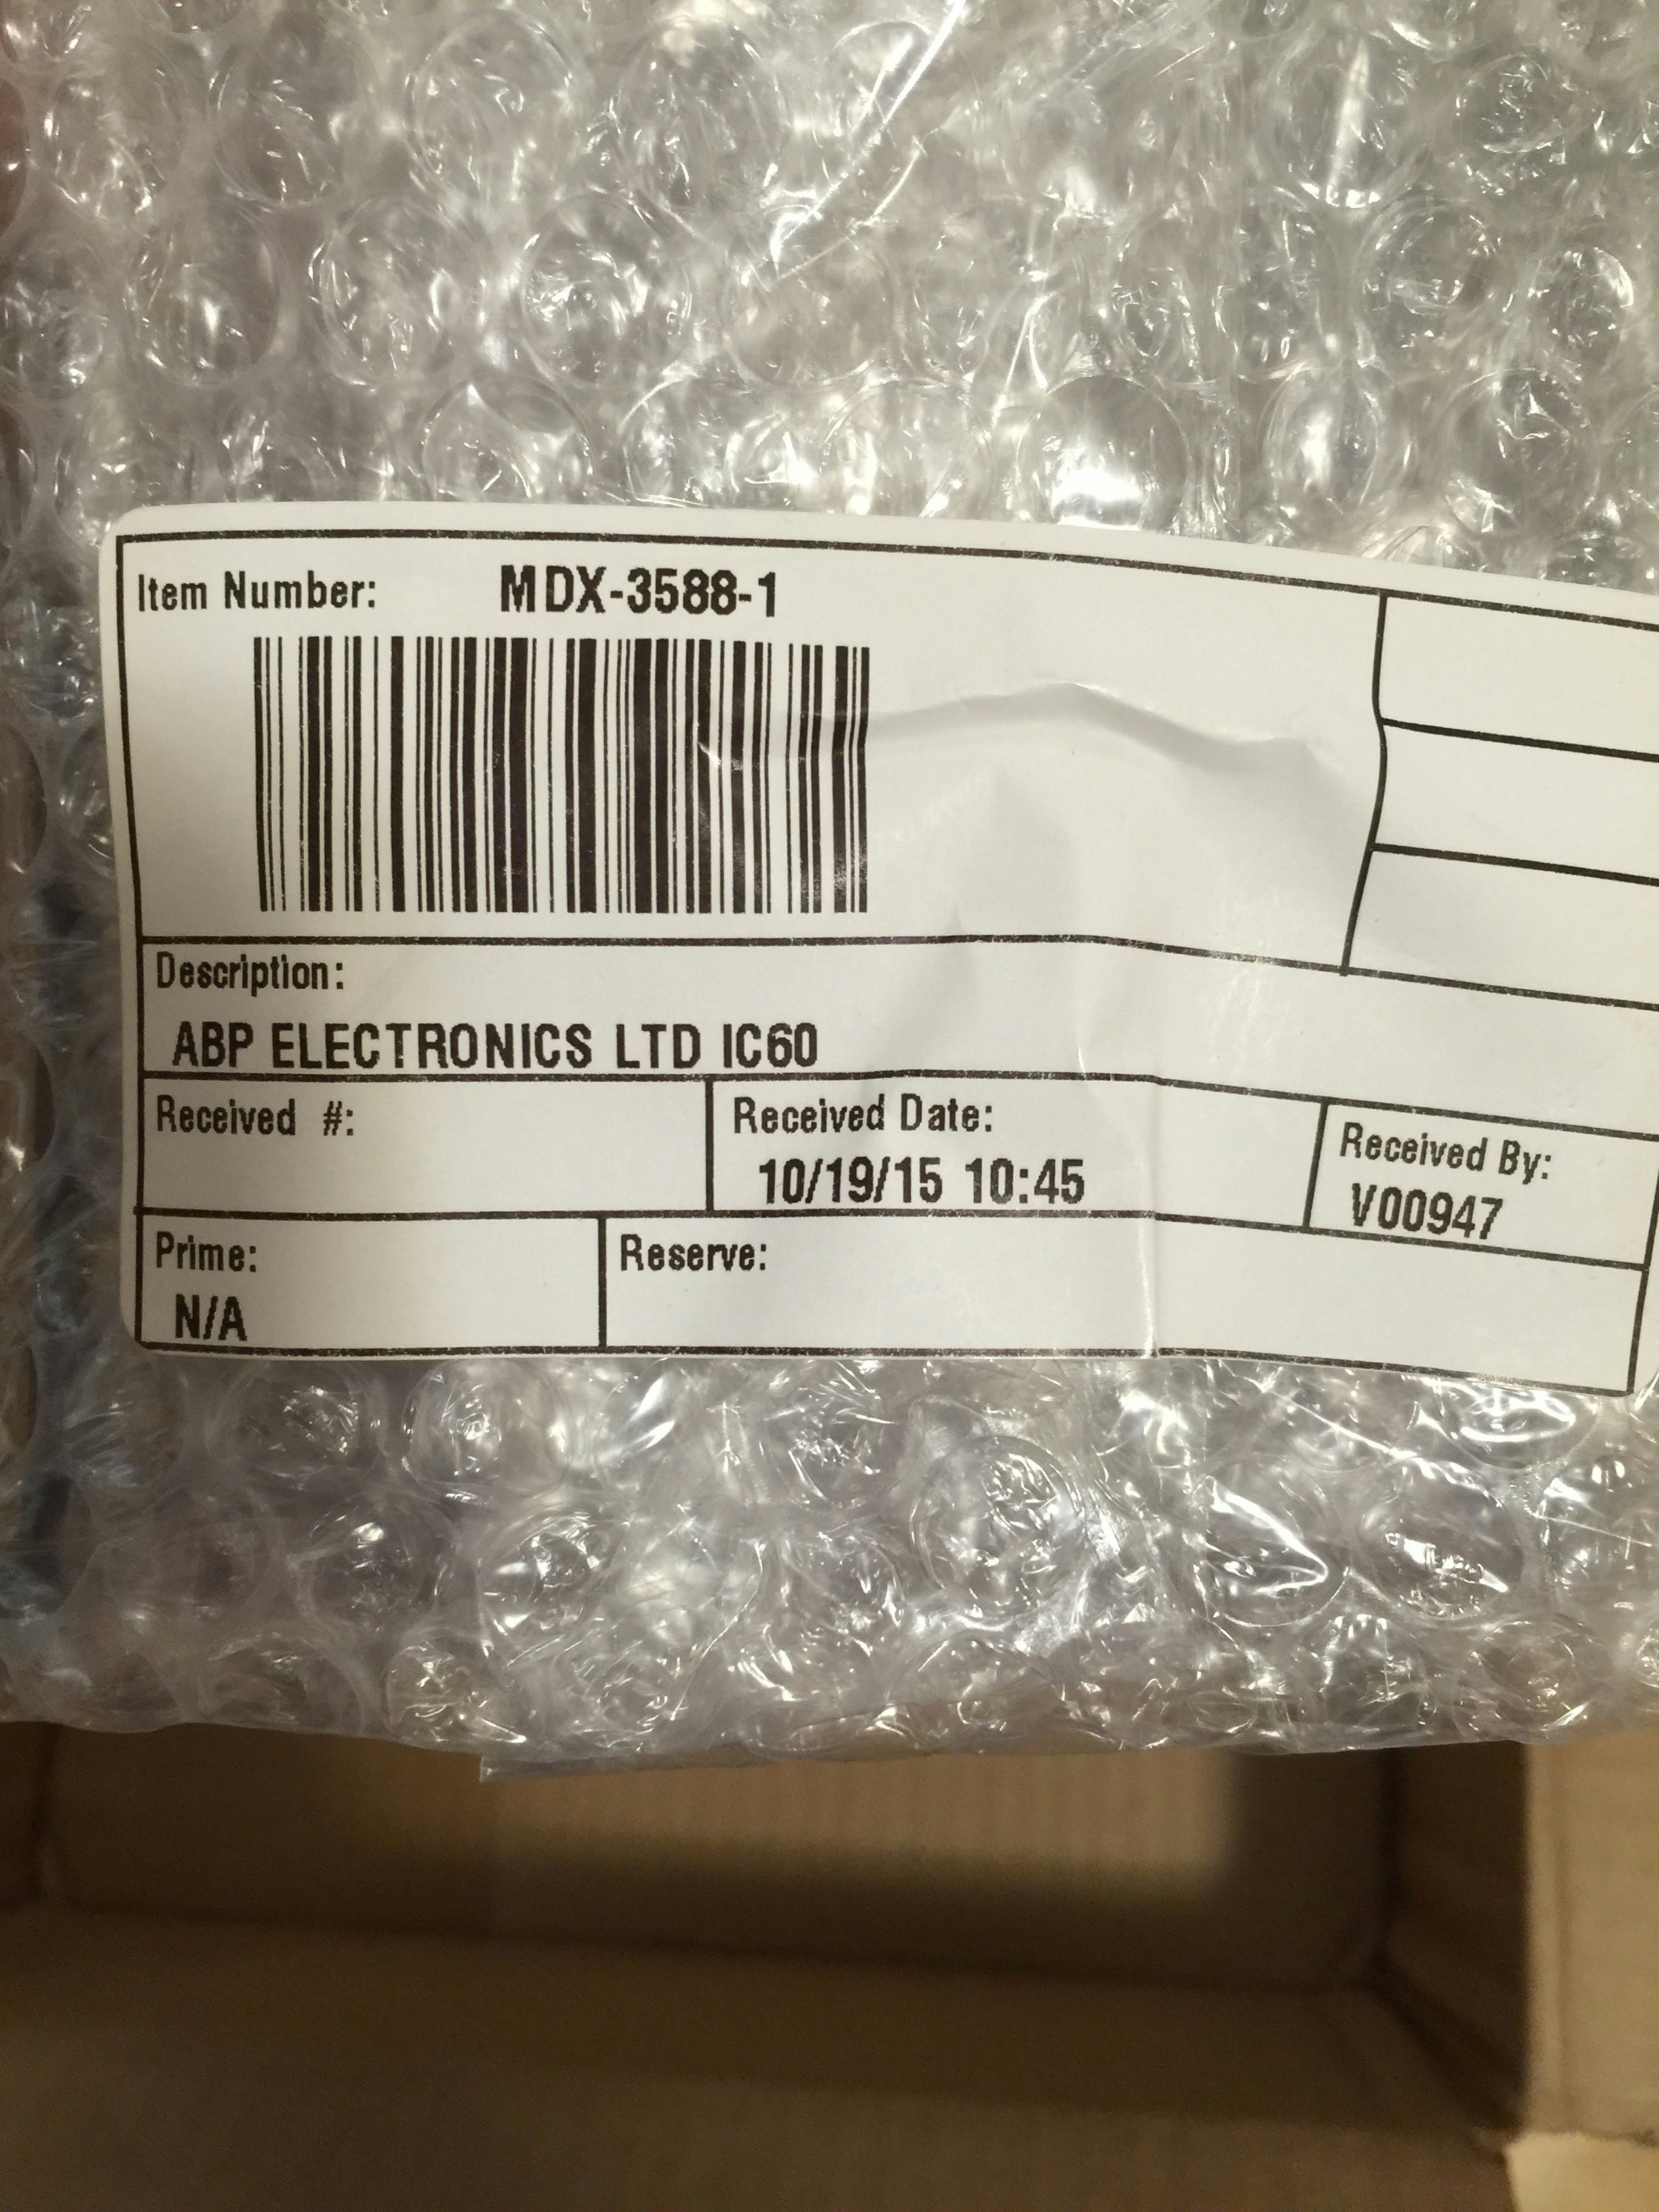 Item Number: MDX-3588-1
Description:
ABP ELECTRONICS LTD IC60
Received #:
Received Date:
10/19/15 10:45
Received By:
V00947
Prime:
N/A
Reserve: